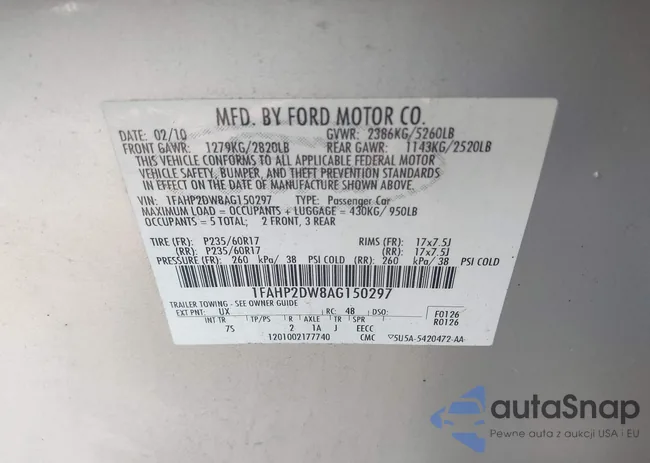 MFD. BY FORD MOTOR CO.
DATE: 02/10 GVWR: 2386KG/5260LB
FRONT GAWR: 1279KG/2820LB REAR GAWR: 1143KG/2520LB
THIS VEHICLE CONFORMS TO ALL APPLICABLE FEDERAL MOTOR
VEHICLE SAFETY, BUMPER, AND THEFT PREVENTION STANDARDS
IN EFFECT ON THE DATE OF MANUFACTURE SHOWN ABOVE.
VIN: 1FAHP2DW8AG150297 TYPE: Passenger Car
MAXIMUM LOAD = OCCUPANTS + LUGGAGE = 430KG/950LB
OCCUPANTS = 5 TOTAL; 2 FRONT, 3 REAR
TIRE (FR): P235/60R17 RIMS (FR): 17x7.5J
(RR): P235/60R17 (RR): 17x7.5J
PRESSURE (FR): 260 kPa/ 38 PSI COLD (RR): 260 kPa/ 38 PSI COLD
1FAHP2DW8AG150297
TRAILER TOWING - SEE OWNER GUIDE
EXT PNT: UX RC: 48 DSO: F0126
INT TR TP/PS R AXLE TR SPR R0126
7S 2 1A J EECC
1201002177740 CMC ▽5U5A-5420472-AA
autaSnap
Pewne auta z aukcji USA i EU